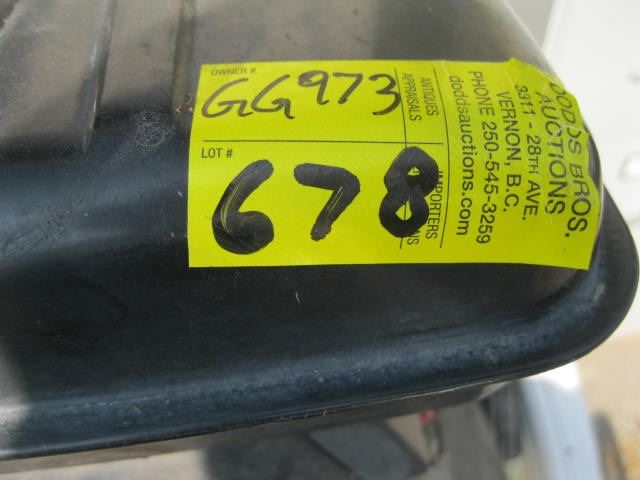 OWNER #
GG973
LOT #
678
ANTIQUES
APPRAISALS
IMPORTERS
DODDS BROS.
AUCTIONS
3311 - 28TH AVE.
VERNON, B.C.
PHONE 250-545-3259
doddsauctions.com